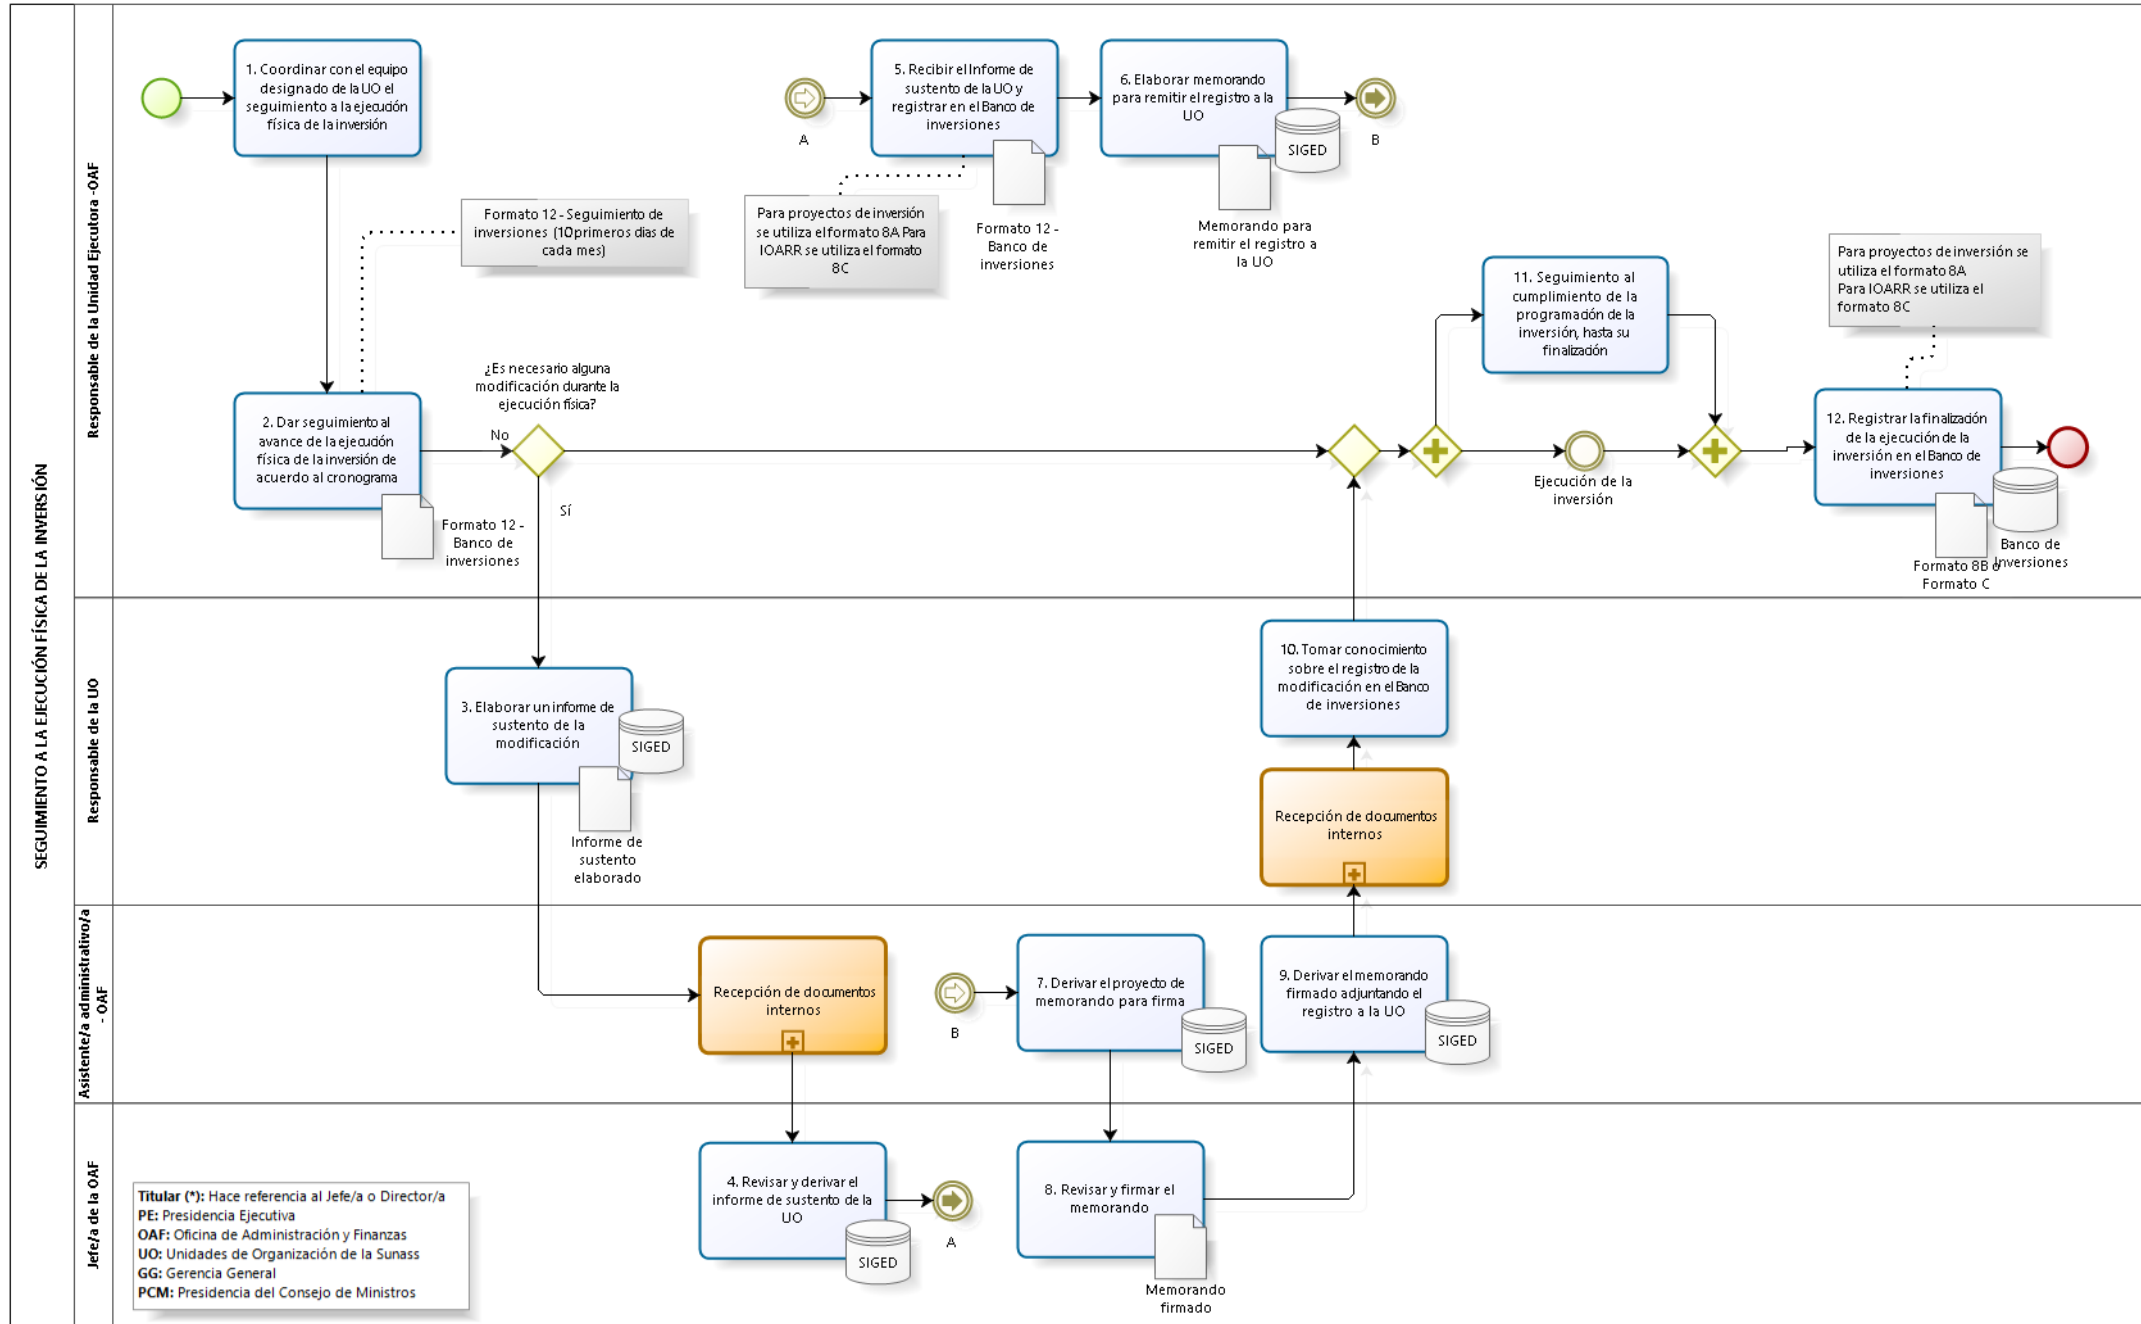 SEGUIMIENTO A LA EJECUCIÓN FÍSICA DE LA INVERSIÓN
Responsable de la Unidad Ejecutora -OAF
1. Coordinar con el equipo
designado de la UO el
seguimiento a la ejecución
física de la inversión
Formato 12 - Seguimiento de
inversiones (10 primeros días de
cada mes)
2. Dar seguimiento al
avance de la ejecución
física de la inversión de
acuerdo al cronograma
Formato 12 -
Banco de
inversiones
¿Es necesario alguna
modificación durante la
ejecución física?
No
Sí
A
5. Recibir el Informe de
sustento de la UO y
registrar en el Banco de
inversiones
Para proyectos de inversión
se utiliza el formato 8A Para
IOARR se utiliza el formato
8C
Formato 12 -
Banco de
inversiones
6. Elaborar memorando
para remitir el registro a la
UO
SIGED
Memorando para
remitir el registro a
la UO
B
11. Seguimiento al
cumplimiento de la
programación de la
inversión, hasta su
finalización
Ejecución de la
inversión
Para proyectos de inversión se
utiliza el formato 8A
Para IOARR se utiliza el
formato 8C
12. Registrar la finalización
de la ejecución de la
inversión en el Banco de
inversiones
Banco de
Inversiones
Formato 8B o
Formato C
Responsable de la UO
3. Elaborar un informe de
sustento de la
modificación
SIGED
Informe de
sustento
elaborado
10. Tomar conocimiento
sobre el registro de la
modificación en el Banco
de inversiones
Recepción de documentos
internos
Asistente/a administrativo/a
- OAF
Recepción de documentos
internos
B
7. Derivar el proyecto de
memorando para firma
SIGED
9. Derivar el memorando
firmado adjuntando el
registro a la UO
SIGED
Jefe/a de la OAF
4. Revisar y derivar el
informe de sustento de la
UO
SIGED
A
8. Revisar y firmar el
memorando
Memorando
firmado
Titular (*): Hace referencia al Jefe/a o Director/a
PE: Presidencia Ejecutiva
OAF: Oficina de Administración y Finanzas
UO: Unidades de Organización de la Sunass
GG: Gerencia General
PCM: Presidencia del Consejo de Ministros